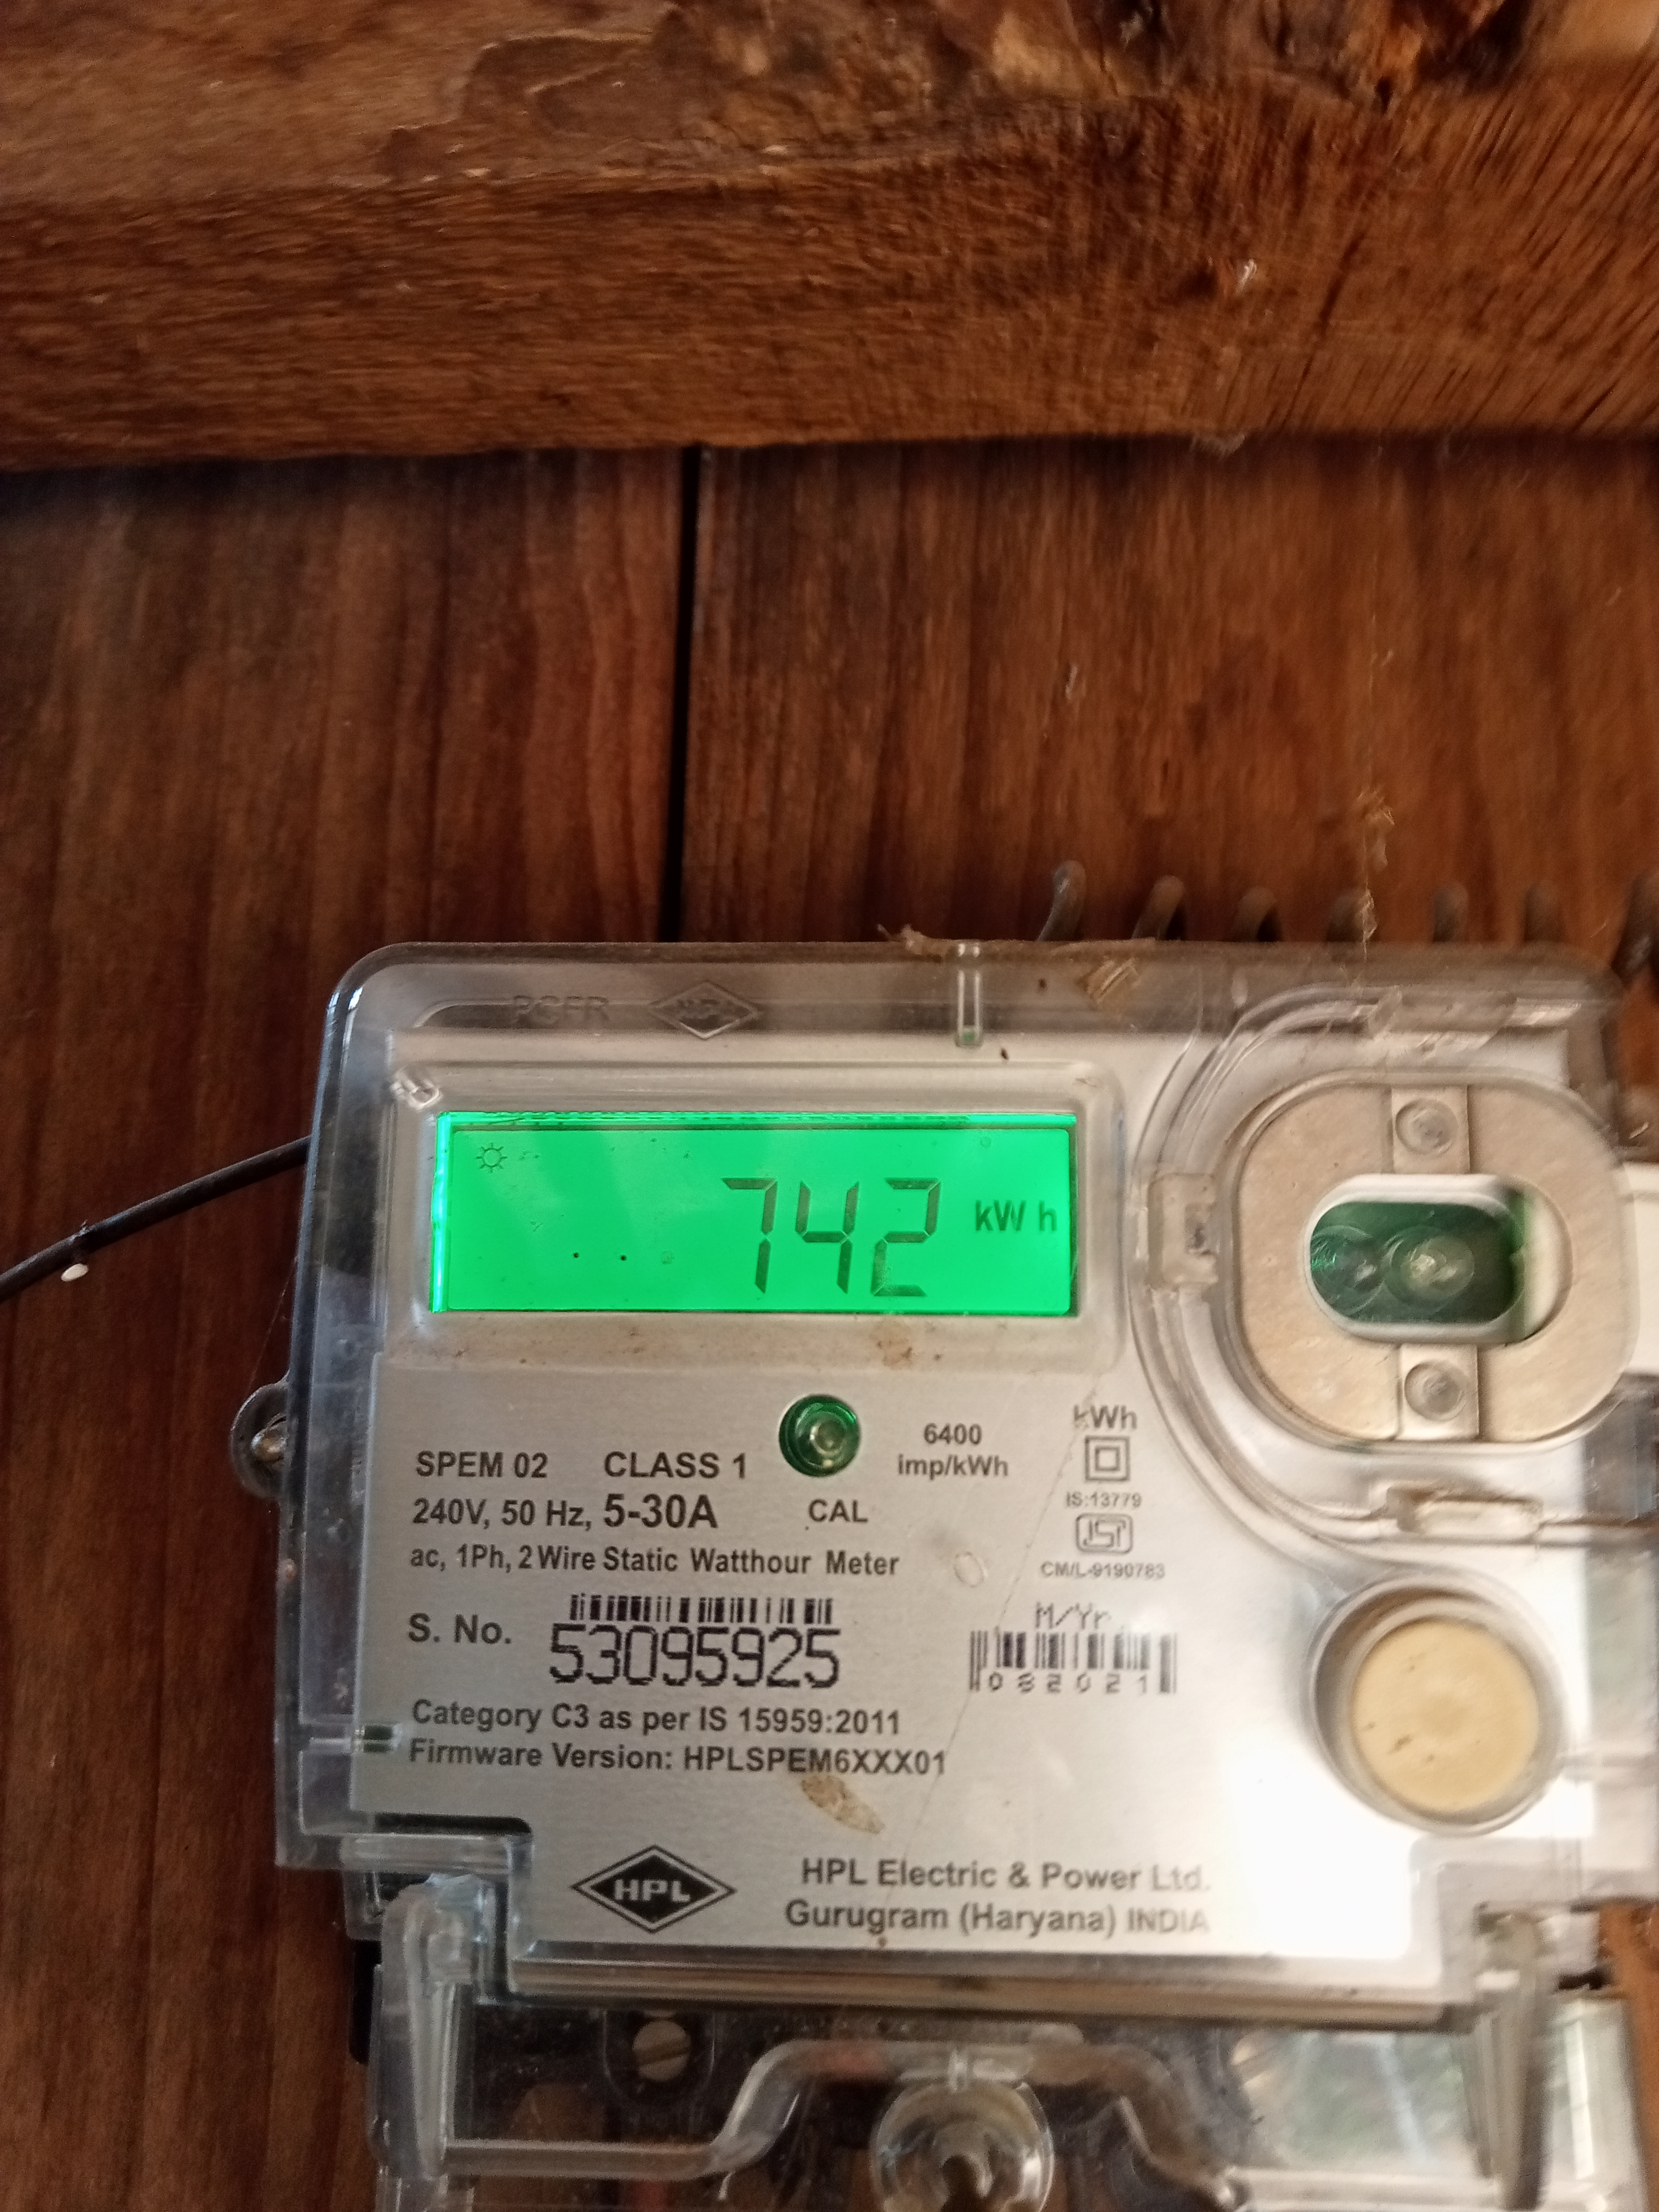 742 kWh
SPEM 02 CLASS 1
6400
imp/kWh
kWh
240V, 50 Hz, 5-30A
CAL
IS:13779
ISI
ac, 1Ph, 2 Wire Static Watthour Meter
CM/L-9190783
S. No. 53095925
M/Yr
082021
Category C3 as per IS 15959:2011
Firmware Version: HPLSPEM6XXX01
HPL
HPL Electric & Power Ltd.
Gurugram (Haryana) INDIA